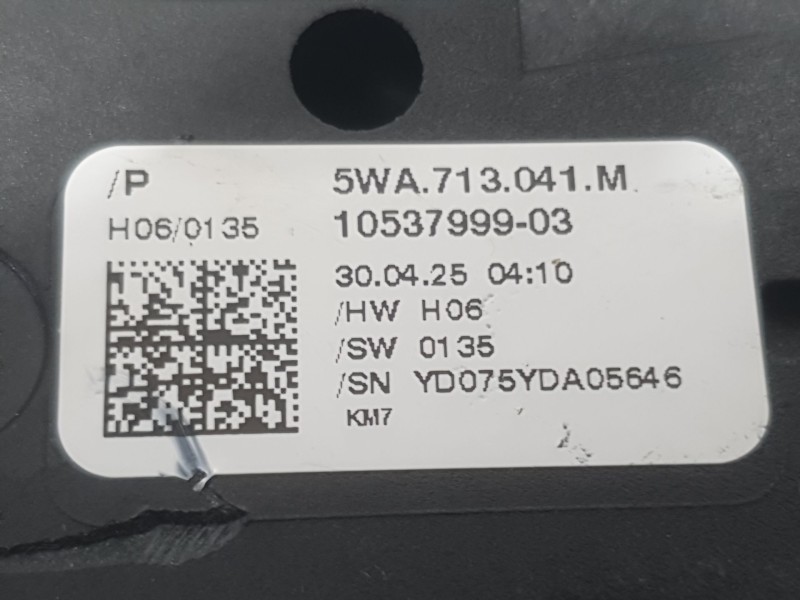 /P 5WA.713.041.M
H06/0135 10537999-03
30.04.25 04:10
/HW H06
/SW 0135
/SN YD075YDA05646
KM7